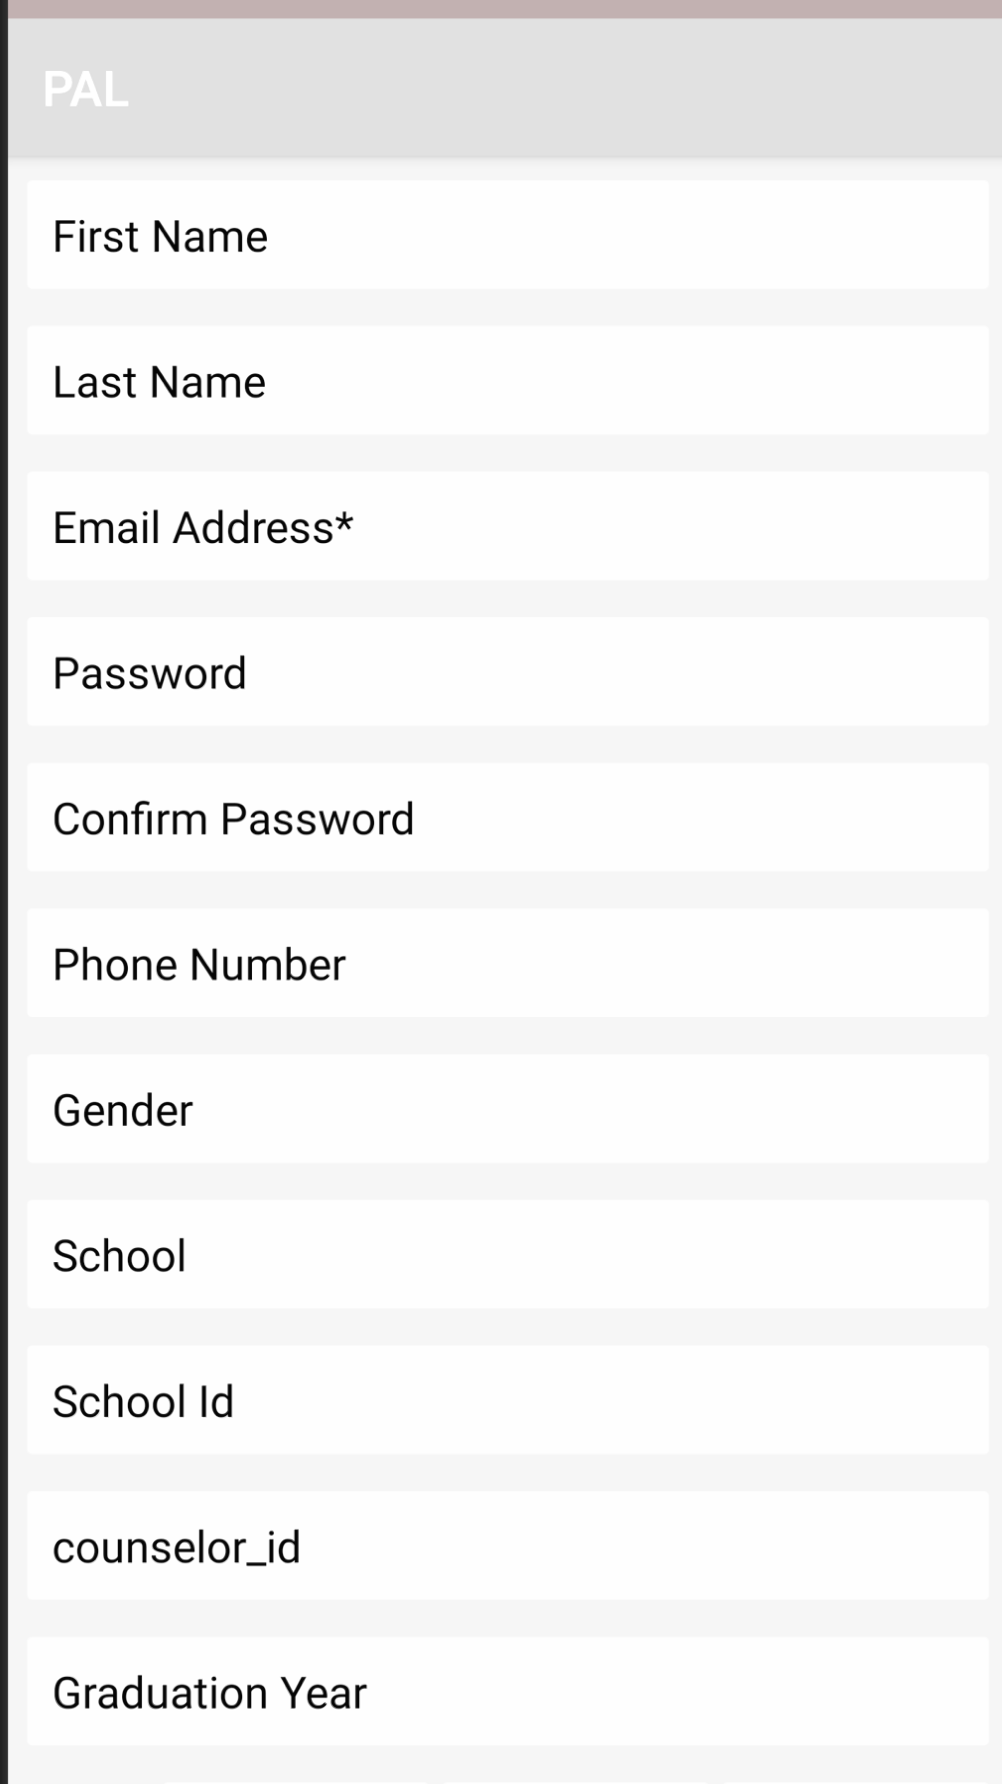 PAL
First Name
Last Name
Email Address*
Password
Confirm Password
Phone Number
Gender
School
School Id
counselor_id
Graduation Year